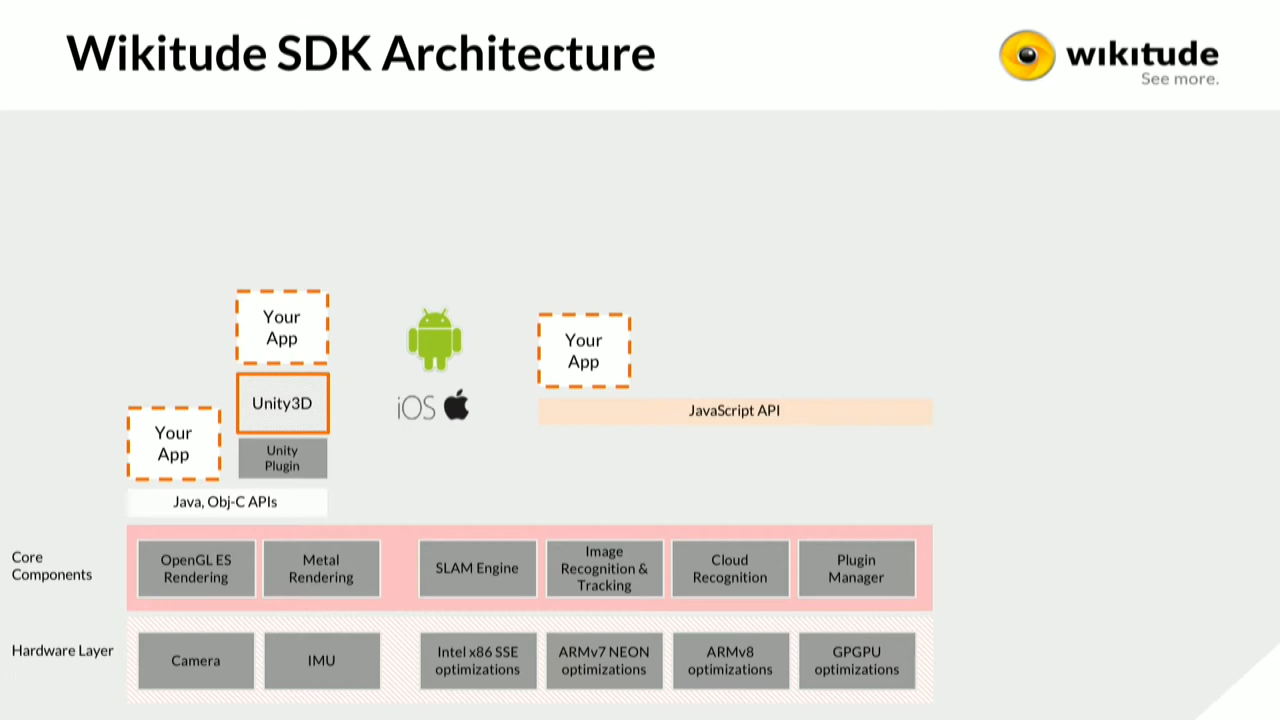 Wikitude SDK Architecture
wikitude
See more.
Your
App
Unity3D
Unity
Plugin
Your
App
Java, Obj-C APIs
iOS
Your
App
JavaScript API
Core
Components
OpenGL ES
Rendering
Metal
Rendering
SLAM Engine
Image
Recognition &
Tracking
Cloud
Recognition
Plugin
Manager
Hardware Layer
Camera
IMU
Intel x86 SSE
optimizations
ARMv7 NEON
optimizations
ARMv8
optimizations
GPGPU
optimizations